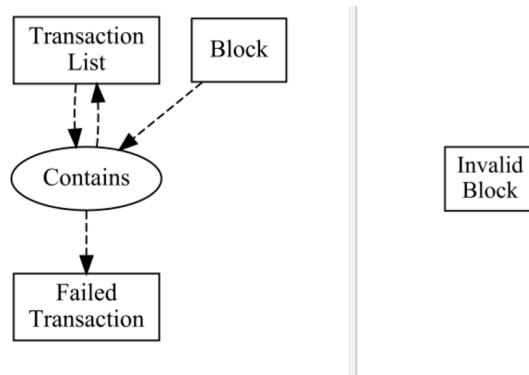 Transaction
List
Block
Contains
Failed
Transaction
Invalid
Block